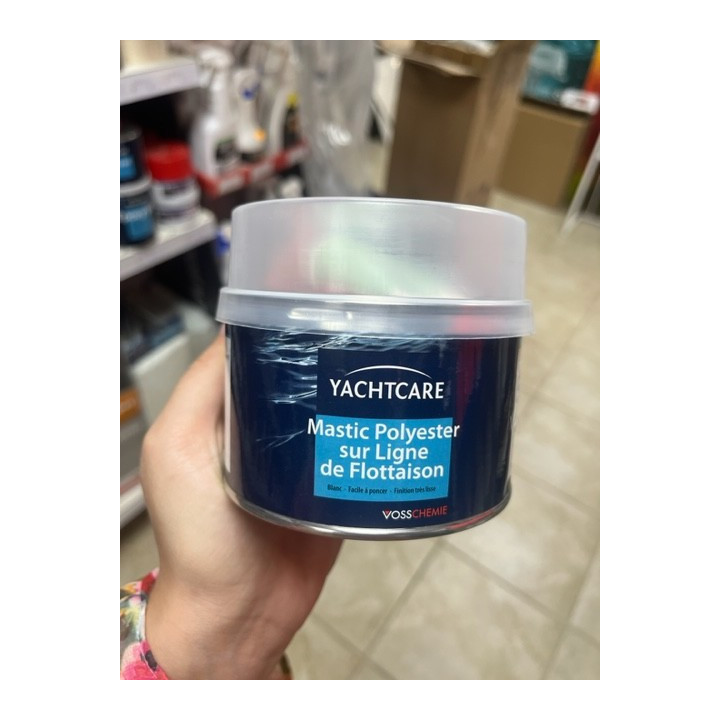 YACHTCARE
Mastic Polyester
sur Ligne
de Flottaison
Blanc - Facile à poncer - Finition très lisse
VOSSCHEMIE